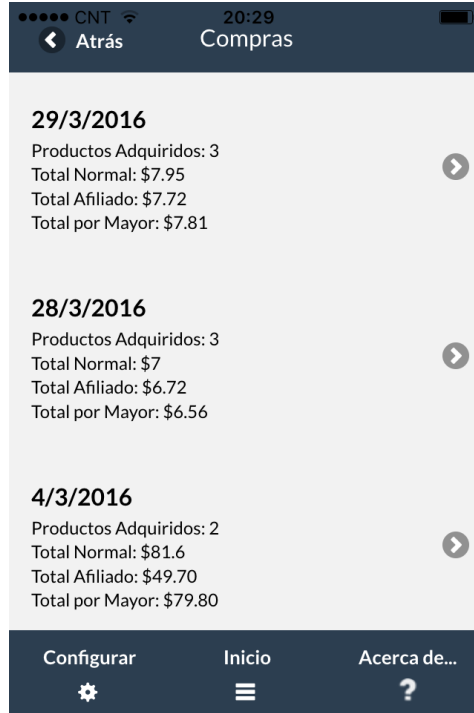 CNT 20:29
Atrás Compras
29/3/2016
Productos Adquiridos: 3
Total Normal: $7.95
Total Afiliado: $7.72
Total por Mayor: $7.81
28/3/2016
Productos Adquiridos: 3
Total Normal: $7
Total Afiliado: $6.72
Total por Mayor: $6.56
4/3/2016
Productos Adquiridos: 2
Total Normal: $81.6
Total Afiliado: $49.70
Total por Mayor: $79.80
Configurar Inicio Acerca de...